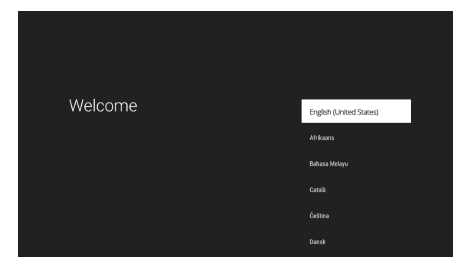 Welcome
English (United States)
Afrikaans
Bahasa Melayu
Català
Čeština
Dansk